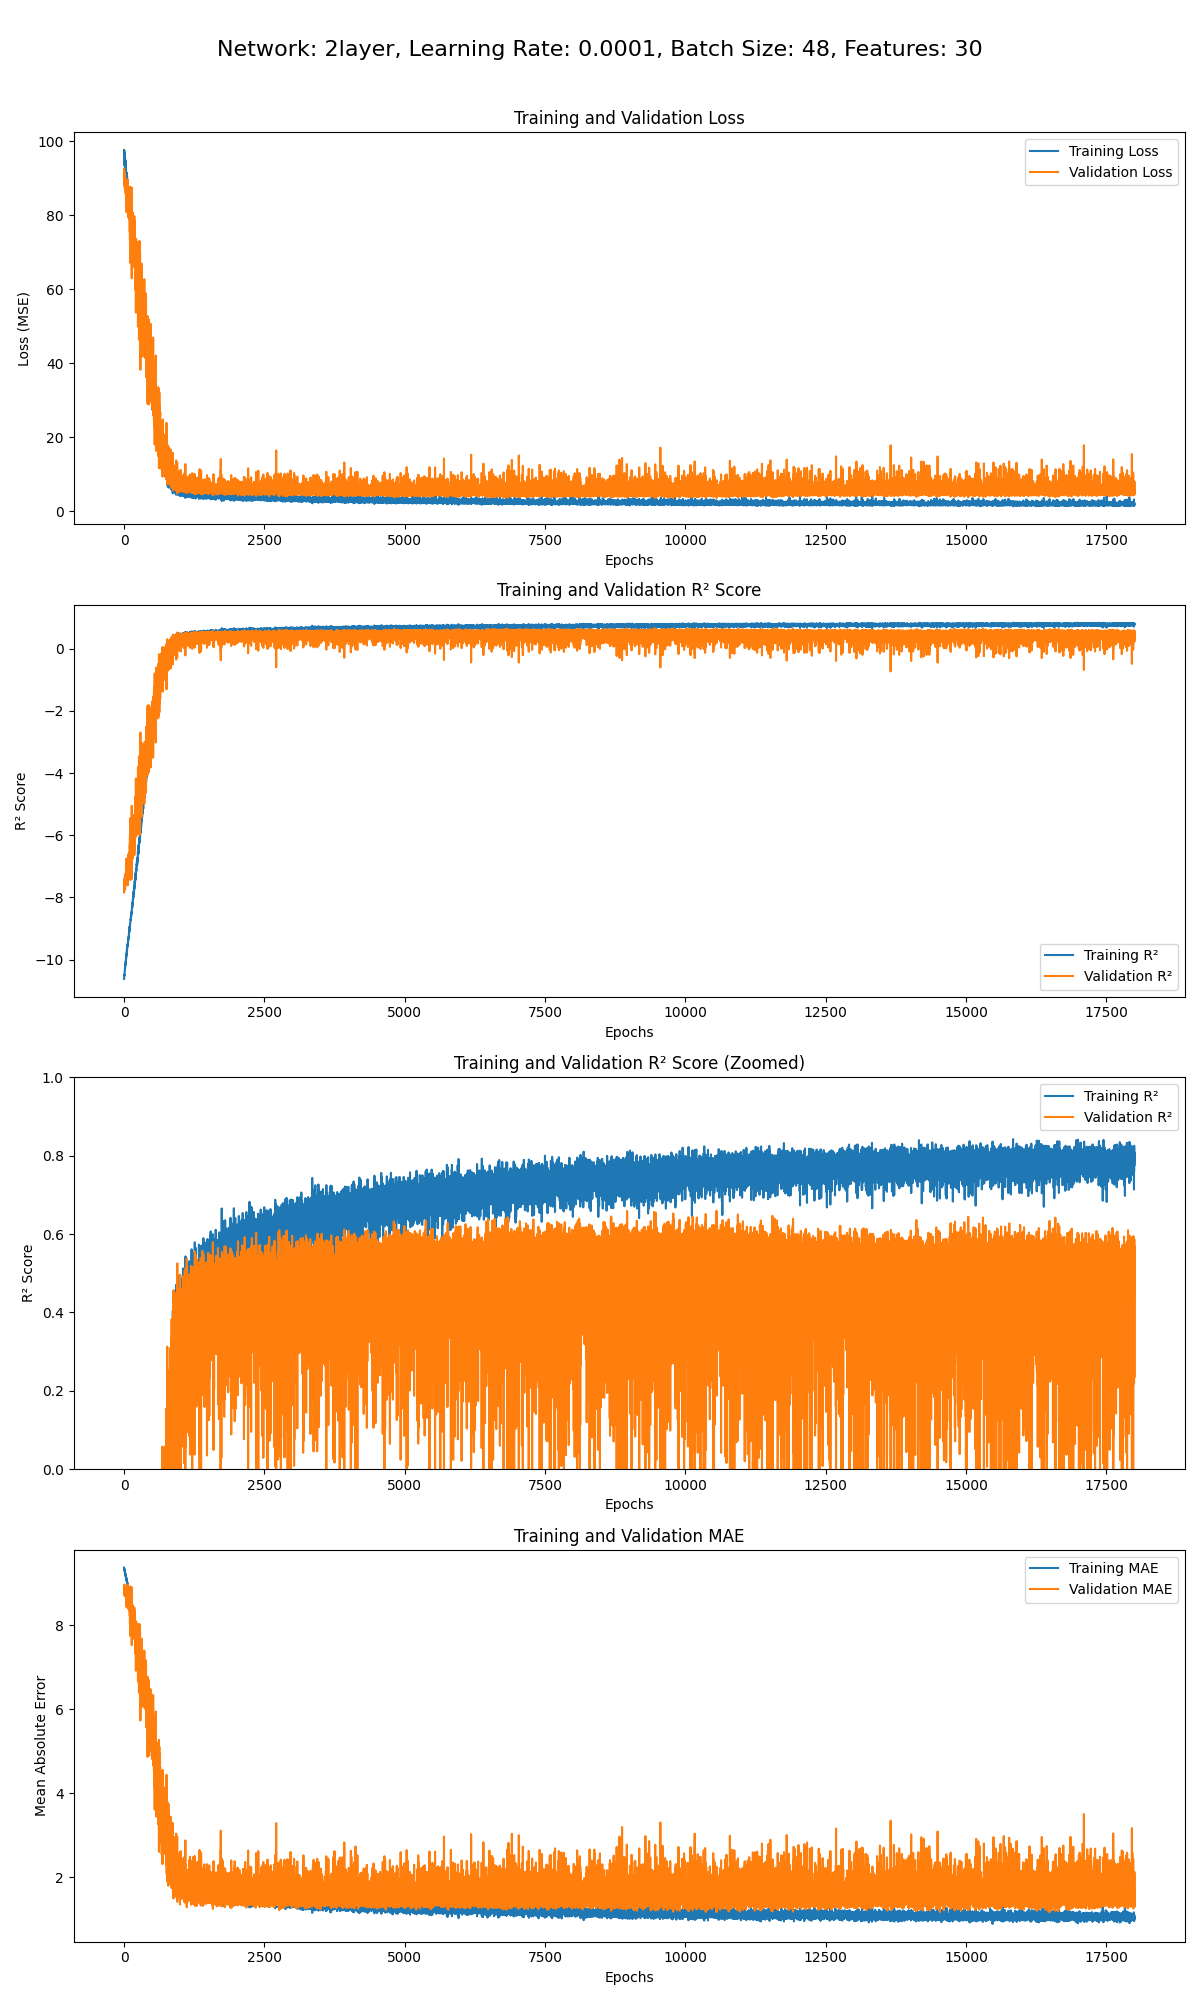 Network: 2layer, Learning Rate: 0.0001, Batch Size: 48, Features: 30
Training and Validation Loss
Training Loss
Validation Loss
100
80
60
40
20
0
Loss (MSE)
0 2500 5000 7500 10000 12500 15000 17500
Epochs
Training and Validation R² Score
0
−2
−4
−6
−8
−10
R² Score
Training R²
Validation R²
0 2500 5000 7500 10000 12500 15000 17500
Epochs
Training and Validation R² Score (Zoomed)
Training R²
Validation R²
1.0
0.8
0.6
0.4
0.2
0.0
R² Score
0 2500 5000 7500 10000 12500 15000 17500
Epochs
Training and Validation MAE
Training MAE
Validation MAE
8
6
4
2
Mean Absolute Error
0 2500 5000 7500 10000 12500 15000 17500
Epochs